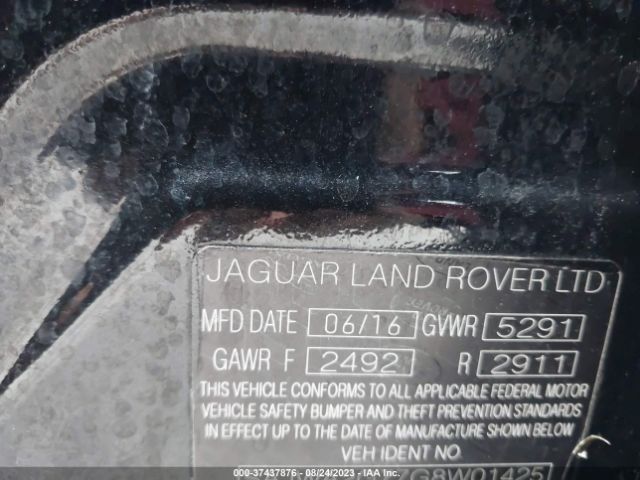 JAGUAR LAND ROVER LTD
MFD DATE 06/16 GVWR 5291
GAWR F 2492 R 2911
THIS VEHICLE CONFORMS TO ALL APPLICABLE FEDERAL MOTOR
VEHICLE SAFETY BUMPER AND THEFT PREVENTION STANDARDS
IN EFFECT UP TO THE DATE OF MANUFACTURE SHOWN BELOW
VEH IDENT NO.
000-37437876 - 08/24/2023 - Copyright © IAA Inc.